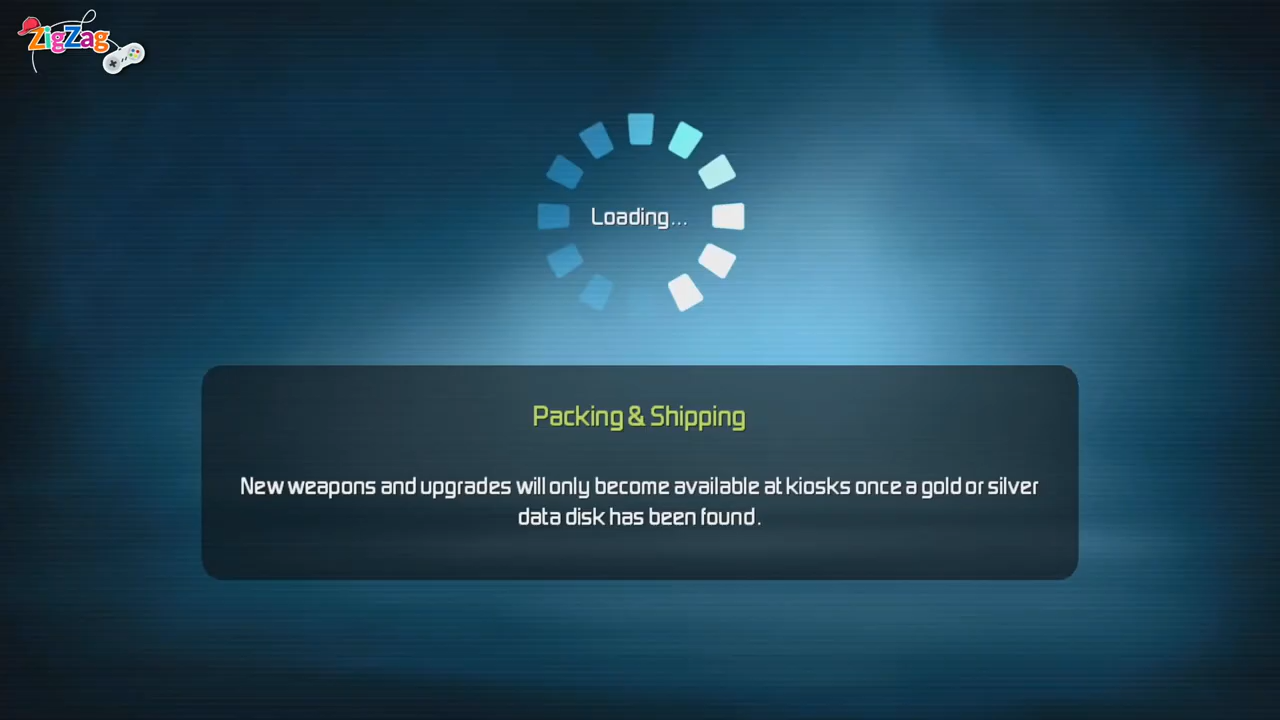 ZigZag
Loading...
Packing & Shipping
New weapons and upgrades will only become available at kiosks once a gold or silver
data disk has been found.